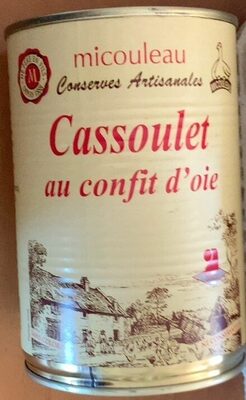 micouleau
Conserves Artisanales
M
Cassoulet
au confit d'oie